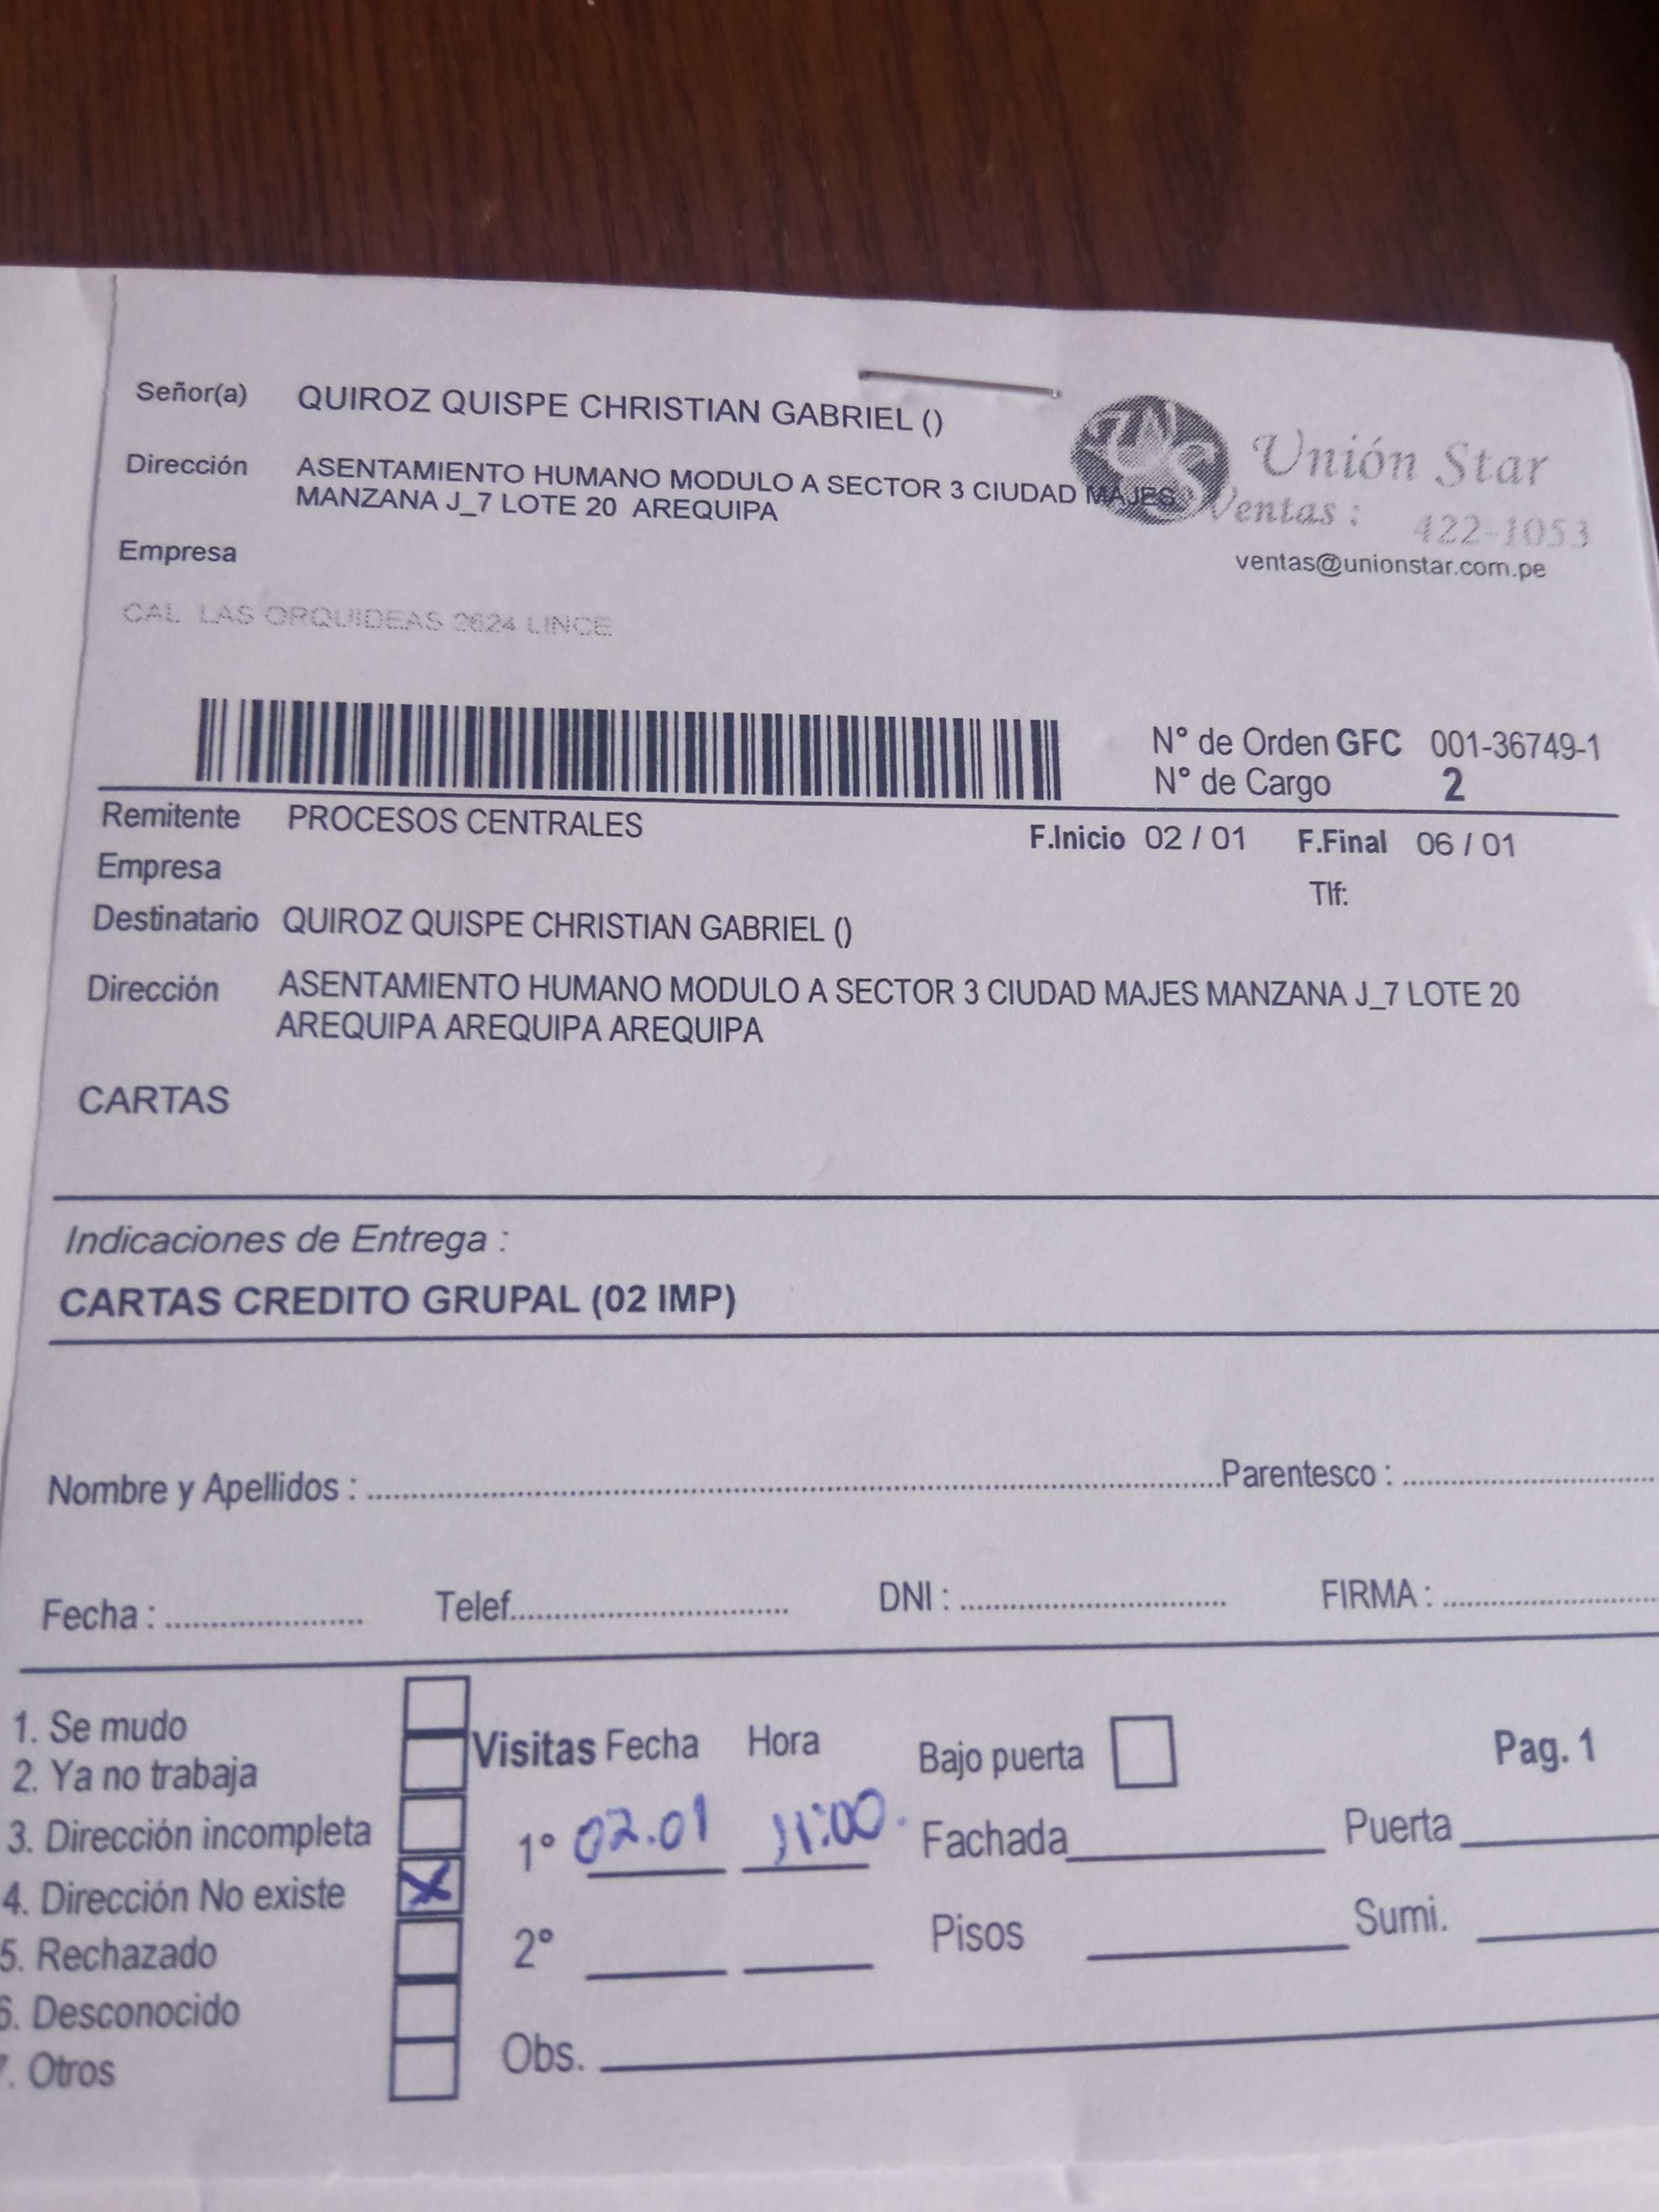 Señor(a) QUIROZ QUISPE CHRISTIAN GABRIEL ()
Dirección ASENTAMIENTO HUMANO MODULO A SECTOR 3 CIUDAD MAJES
MANZANA J_7 LOTE 20 AREQUIPA
US Unión Star
Ventas : 422-1053
ventas@unionstar.com.pe
Empresa
CAL LAS ORQUIDEAS 2624 LINCE
N° de Orden GFC 001-36749-1
N° de Cargo 2
Remitente PROCESOS CENTRALES
F.Inicio 02 / 01 F.Final 06 / 01
Empresa
Tlf:
Destinatario QUIROZ QUISPE CHRISTIAN GABRIEL ()
Dirección ASENTAMIENTO HUMANO MODULO A SECTOR 3 CIUDAD MAJES MANZANA J_7 LOTE 20
AREQUIPA AREQUIPA AREQUIPA
CARTAS
Indicaciones de Entrega :
CARTAS CREDITO GRUPAL (02 IMP)
Nombre y Apellidos : Parentesco :
Fecha : Telef. DNI : FIRMA :
1. Se mudo
2. Ya no trabaja
3. Dirección incompleta
4. Dirección No existe X
5. Rechazado
6. Desconocido
7. Otros
Visitas Fecha Hora
1° 02.01 11:00.
2°
Obs.
Bajo puerta Pag. 1
Fachada Puerta
Pisos Sumi.